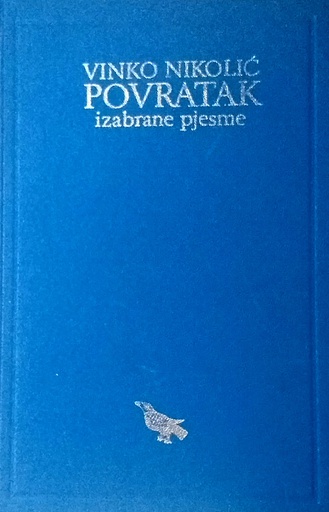 VINKO NIKOLIĆ
POVRATAK
izabrane pjesme